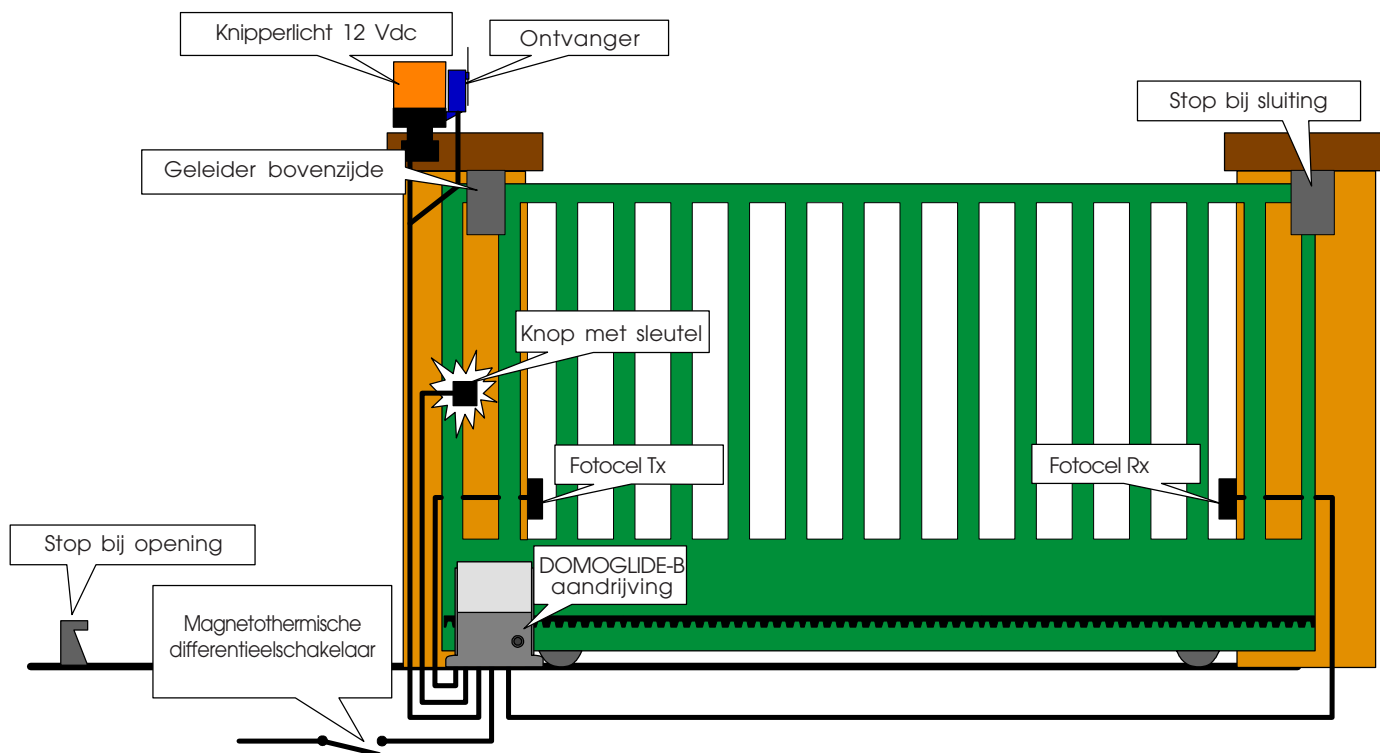 Knipperlicht 12 Vdc
Ontvanger
Stop bij sluiting
Geleider bovenzijde
Knop met sleutel
Fotocel Tx
Fotocel Rx
Stop bij opening
DOMOGLIDE-B
aandrijving
Magnetothermische
differentieelschakelaar